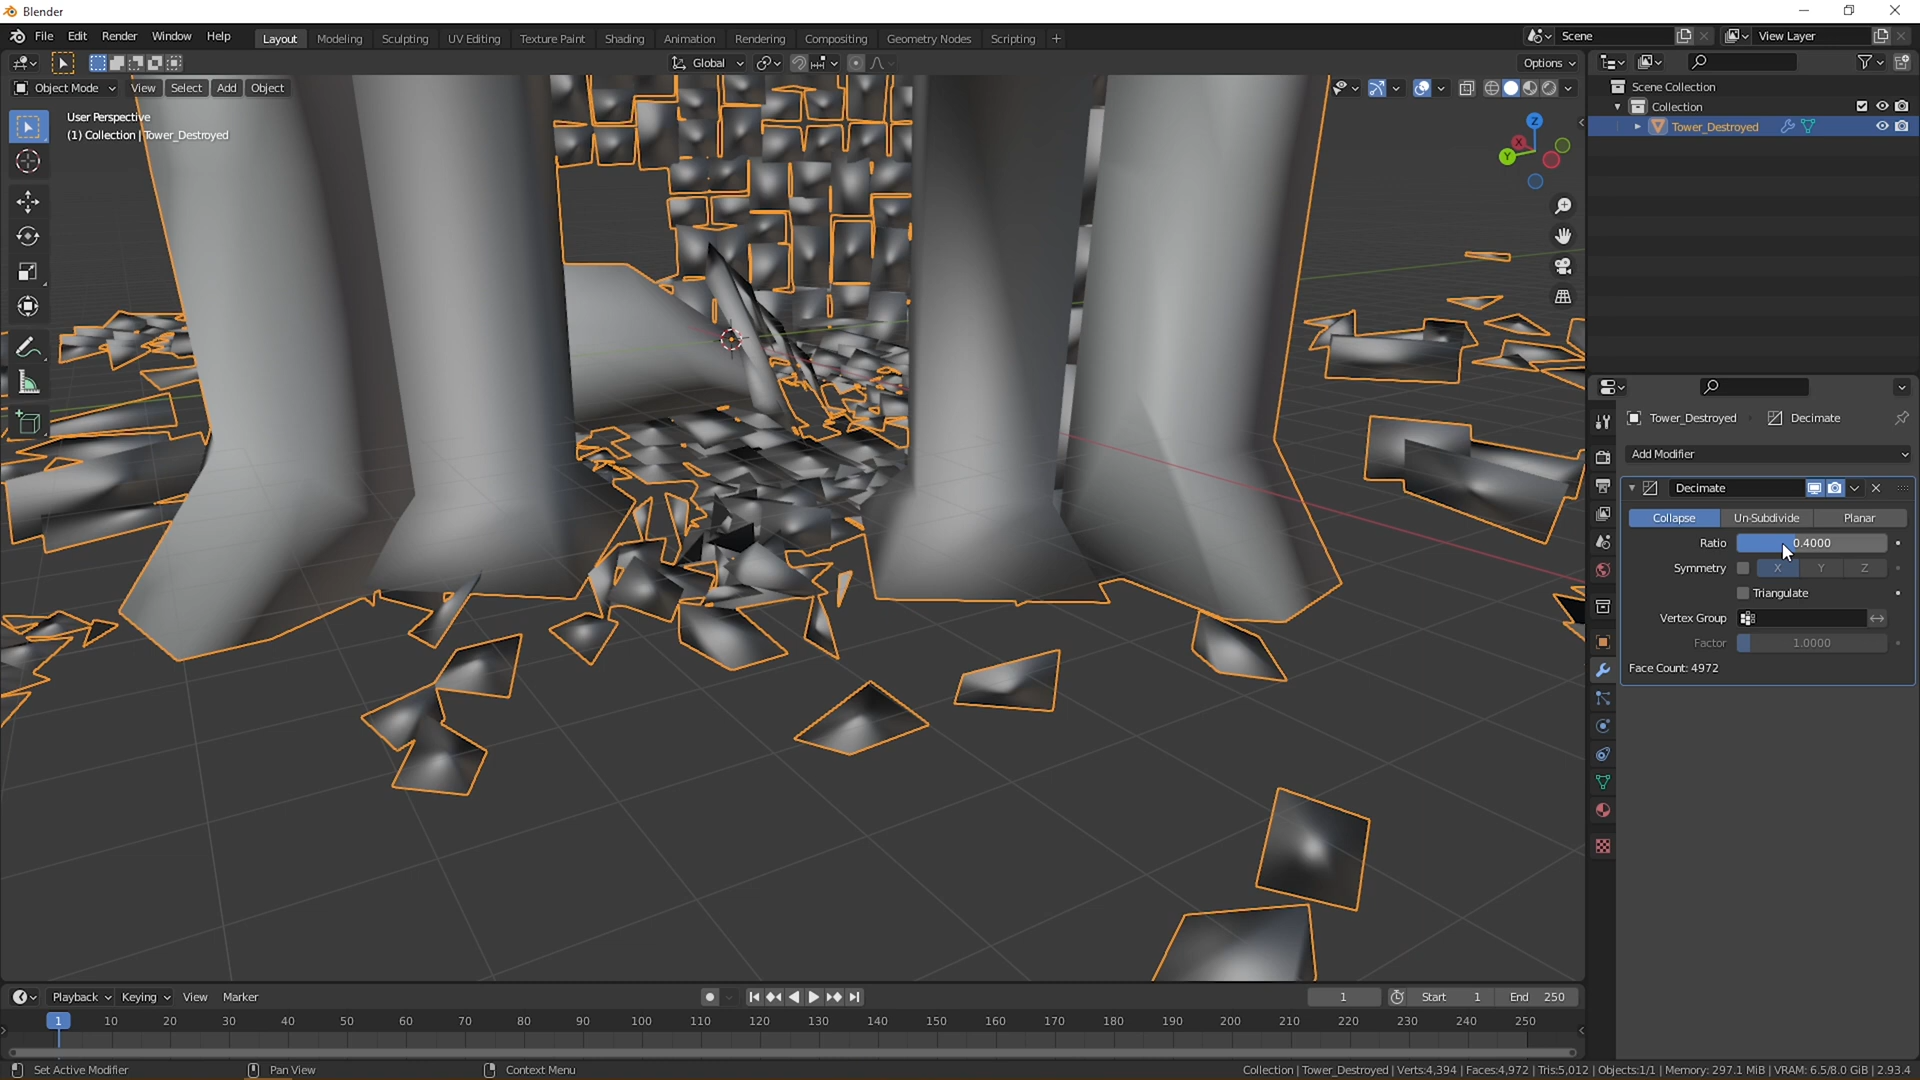 Blender
File Edit Render Window Help
Layout Modeling Sculpting UV Editing Texture Paint Shading Animation Rendering Compositing Geometry Nodes Scripting +
Scene
View Layer
Global
Options
Object Mode View Select Add Object
User Perspective
(1) Collection | Tower_Destroyed
Z
X
Y
Scene Collection
Collection
Tower_Destroyed
Tower_Destroyed Decimate
Add Modifier
Decimate
Collapse Un-Subdivide Planar
Ratio 0.4000
Symmetry X Y Z
Triangulate
Vertex Group
Factor 1.0000
Face Count: 4972
Playback Keying View Marker
1 Start 1 End 250
1 10 20 30 40 50 60 70 80 90 100 110 120 130 140 150 160 170 180 190 200 210 220 230 240 250
Set Active Modifier Pan View Context Menu
Collection | Tower_Destroyed | Verts:4,394 | Faces:4,972 | Tris:5,012 | Objects:1/1 | Memory: 297.1 MiB | VRAM: 6.5/8.0 GiB | 2.93.4